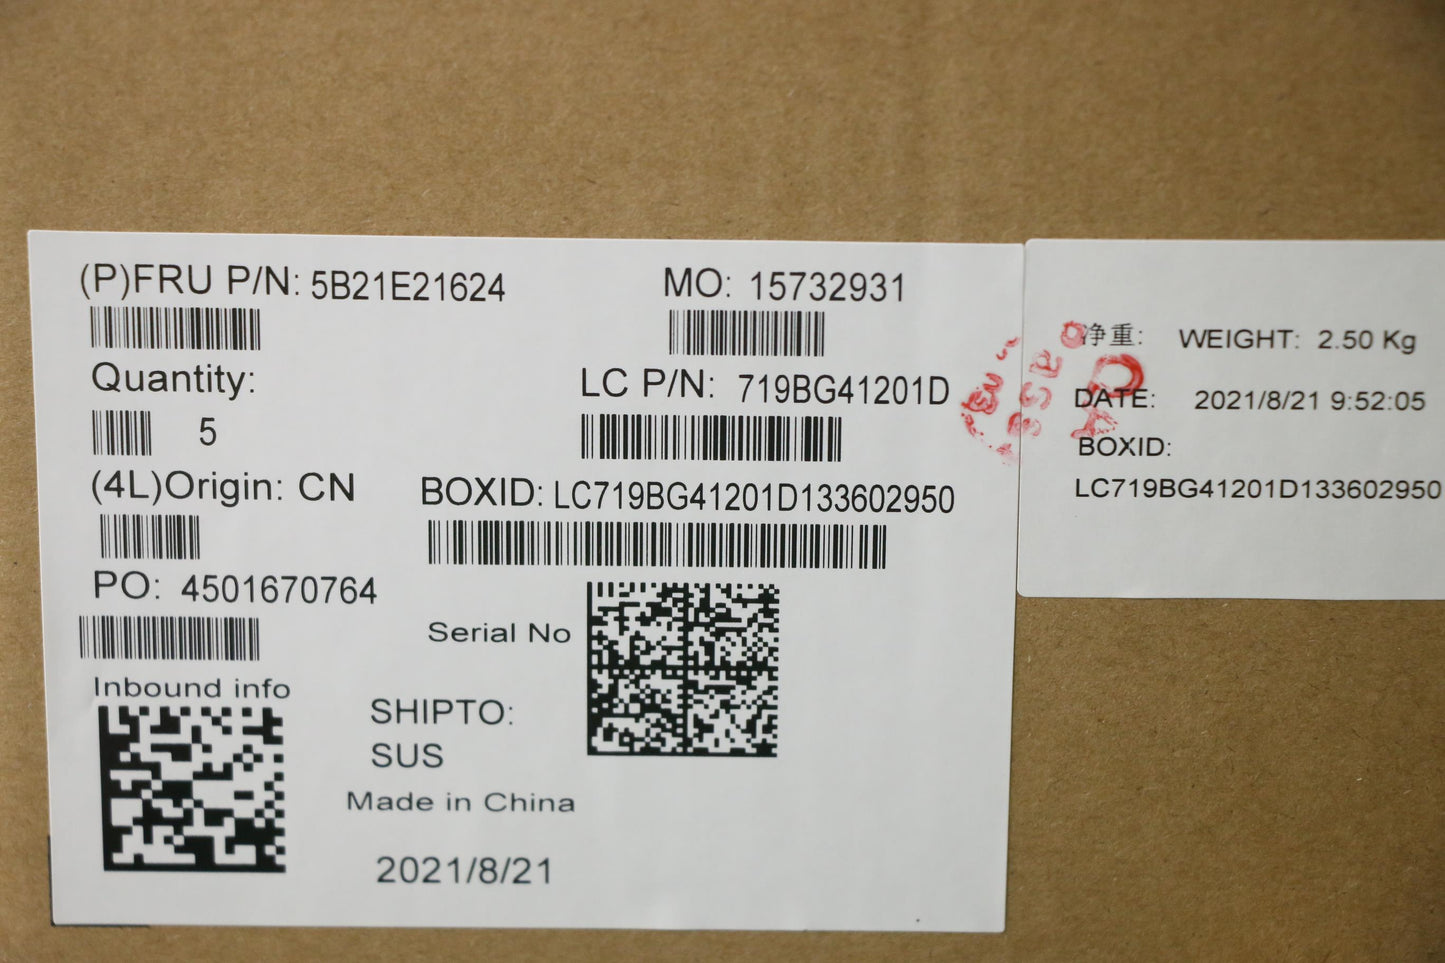 (P)FRU P/N: 5B21E21624
MO: 15732931
Quantity:
5
LC P/N: 719BG41201D
(4L)Origin: CN
BOXID: LC719BG41201D133602950
PO: 4501670764
Serial No
Inbound info
SHIPTO:
SUS
Made in China
2021/8/21
净重: WEIGHT: 2.50 Kg
DATE: 2021/8/21 9:52:05
BOXID:
LC719BG41201D133602950